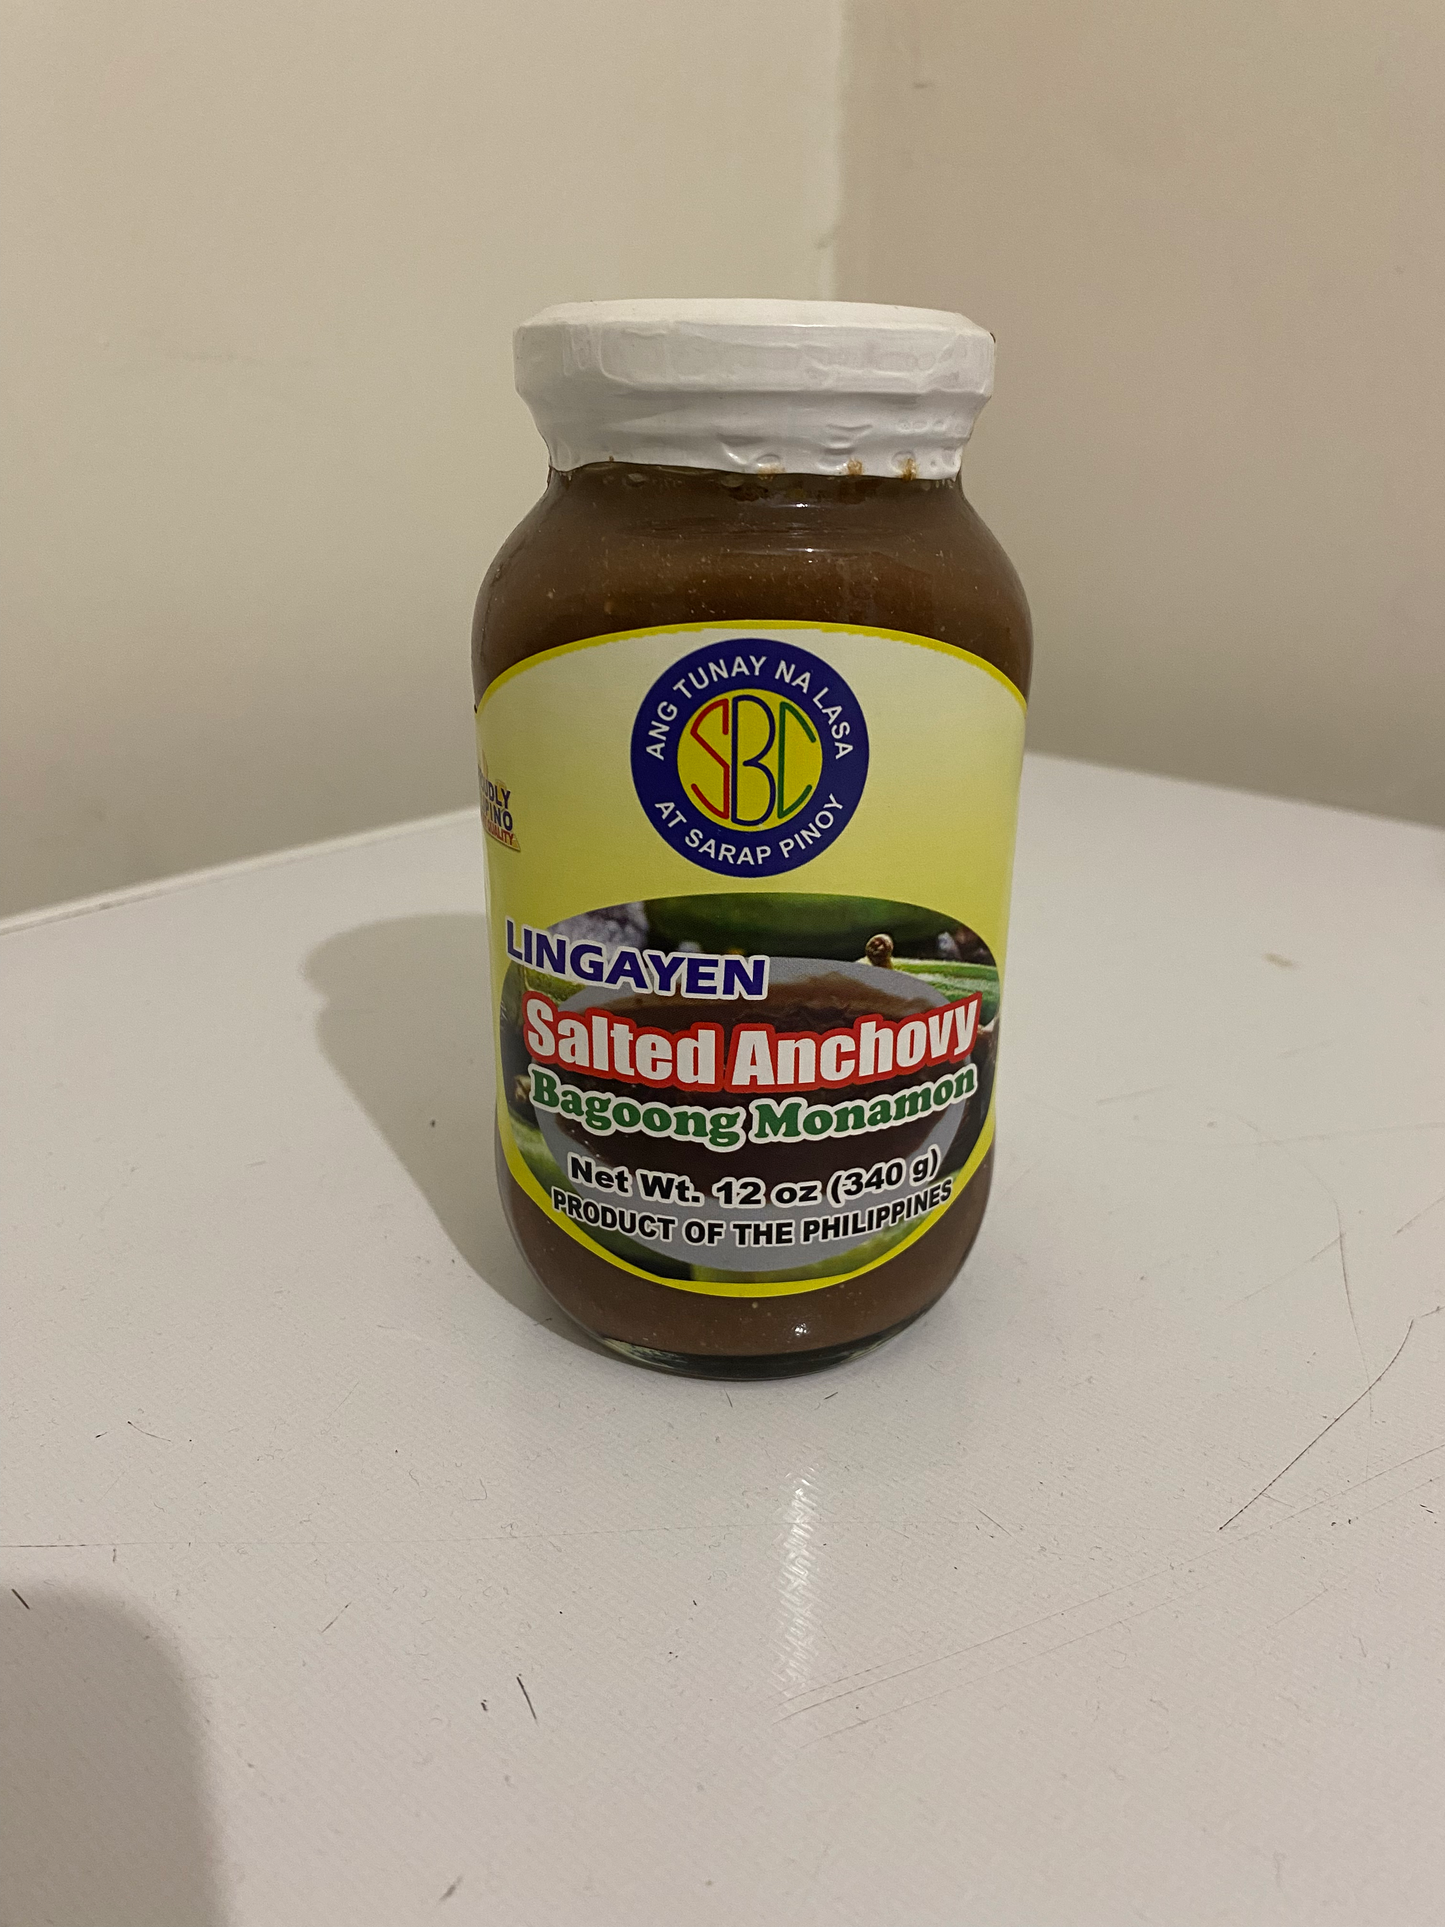 ANG TUNAY NA LASA
SBC
AT SARAP PINOY
QUALITY
LINGAYEN
Salted Anchovy
Bagoong Monamon
Net Wt. 12 oz (340 g)
PRODUCT OF THE PHILIPPINES